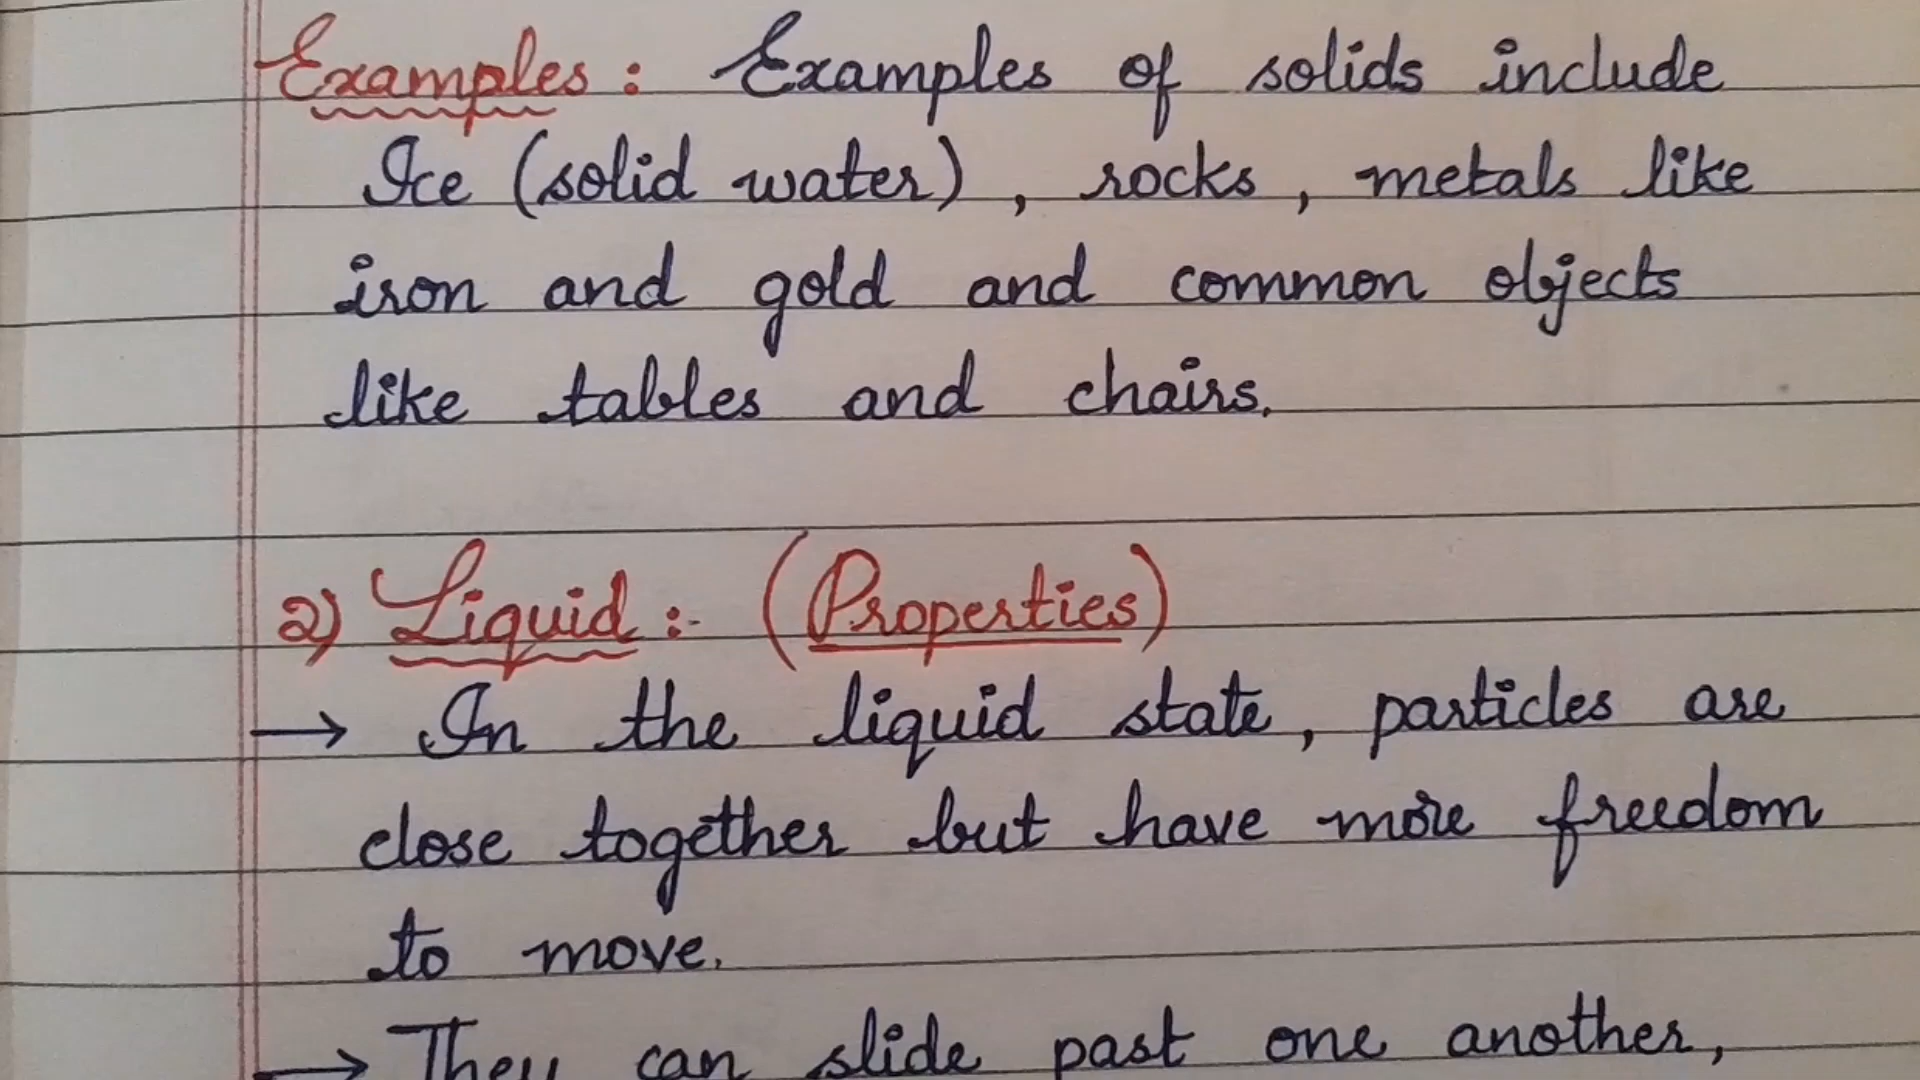 Examples : Examples of solids include
Ice (solid water) , rocks , metals like
iron and gold and common objects
like tables and chairs.
2) Liquid :- (Properties)
→ In the liquid state , particles are
close together but have more freedom
to move.
→ They can slide past one another ,